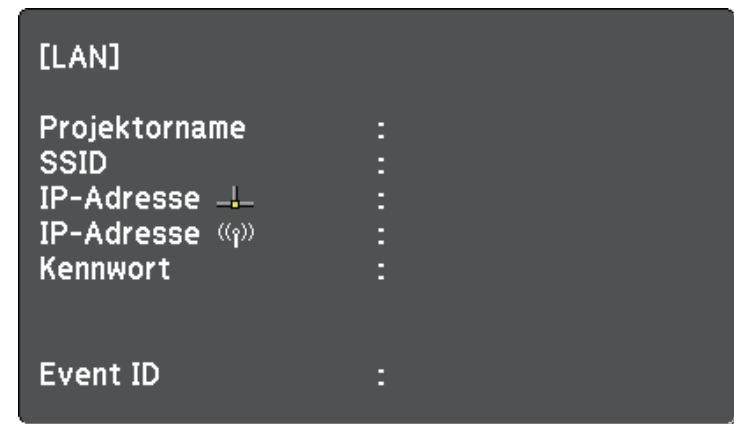 [LAN]
Projektorname :
SSID :
IP-Adresse :
IP-Adresse :
Kennwort :
Event ID :